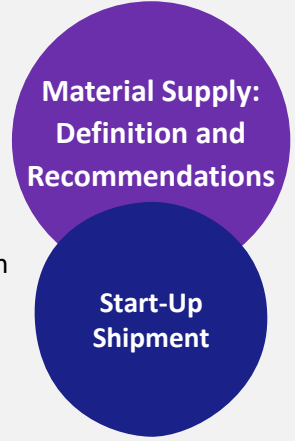 Material Supply:
Definition and
Recommendations
n
Start-Up
Shipment